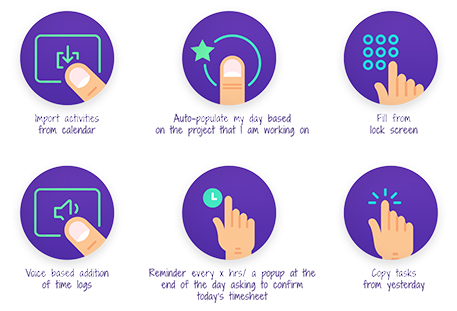 Import activities
from calendar
Auto-populate my day based
on the project that I am working on
Fill from
lock screen
Voice based addition
of time logs
Reminder every x hrs/ a popup at the
end of the day asking to confirm
today's timesheet
Copy tasks
from yesterday